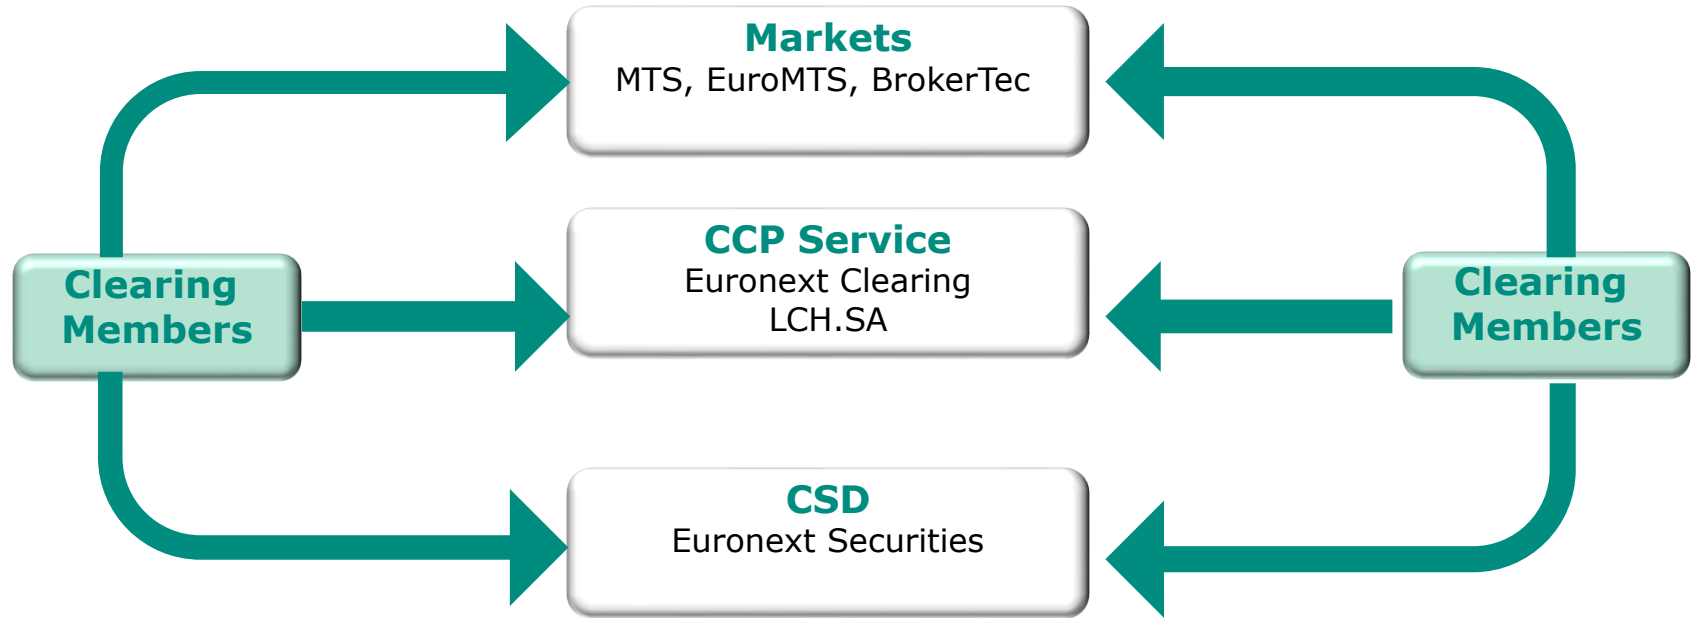 Markets
MTS, EuroMTS, BrokerTec
CCP Service
Euronext Clearing
LCH.SA
Clearing
Members
Clearing
Members
CSD
Euronext Securities